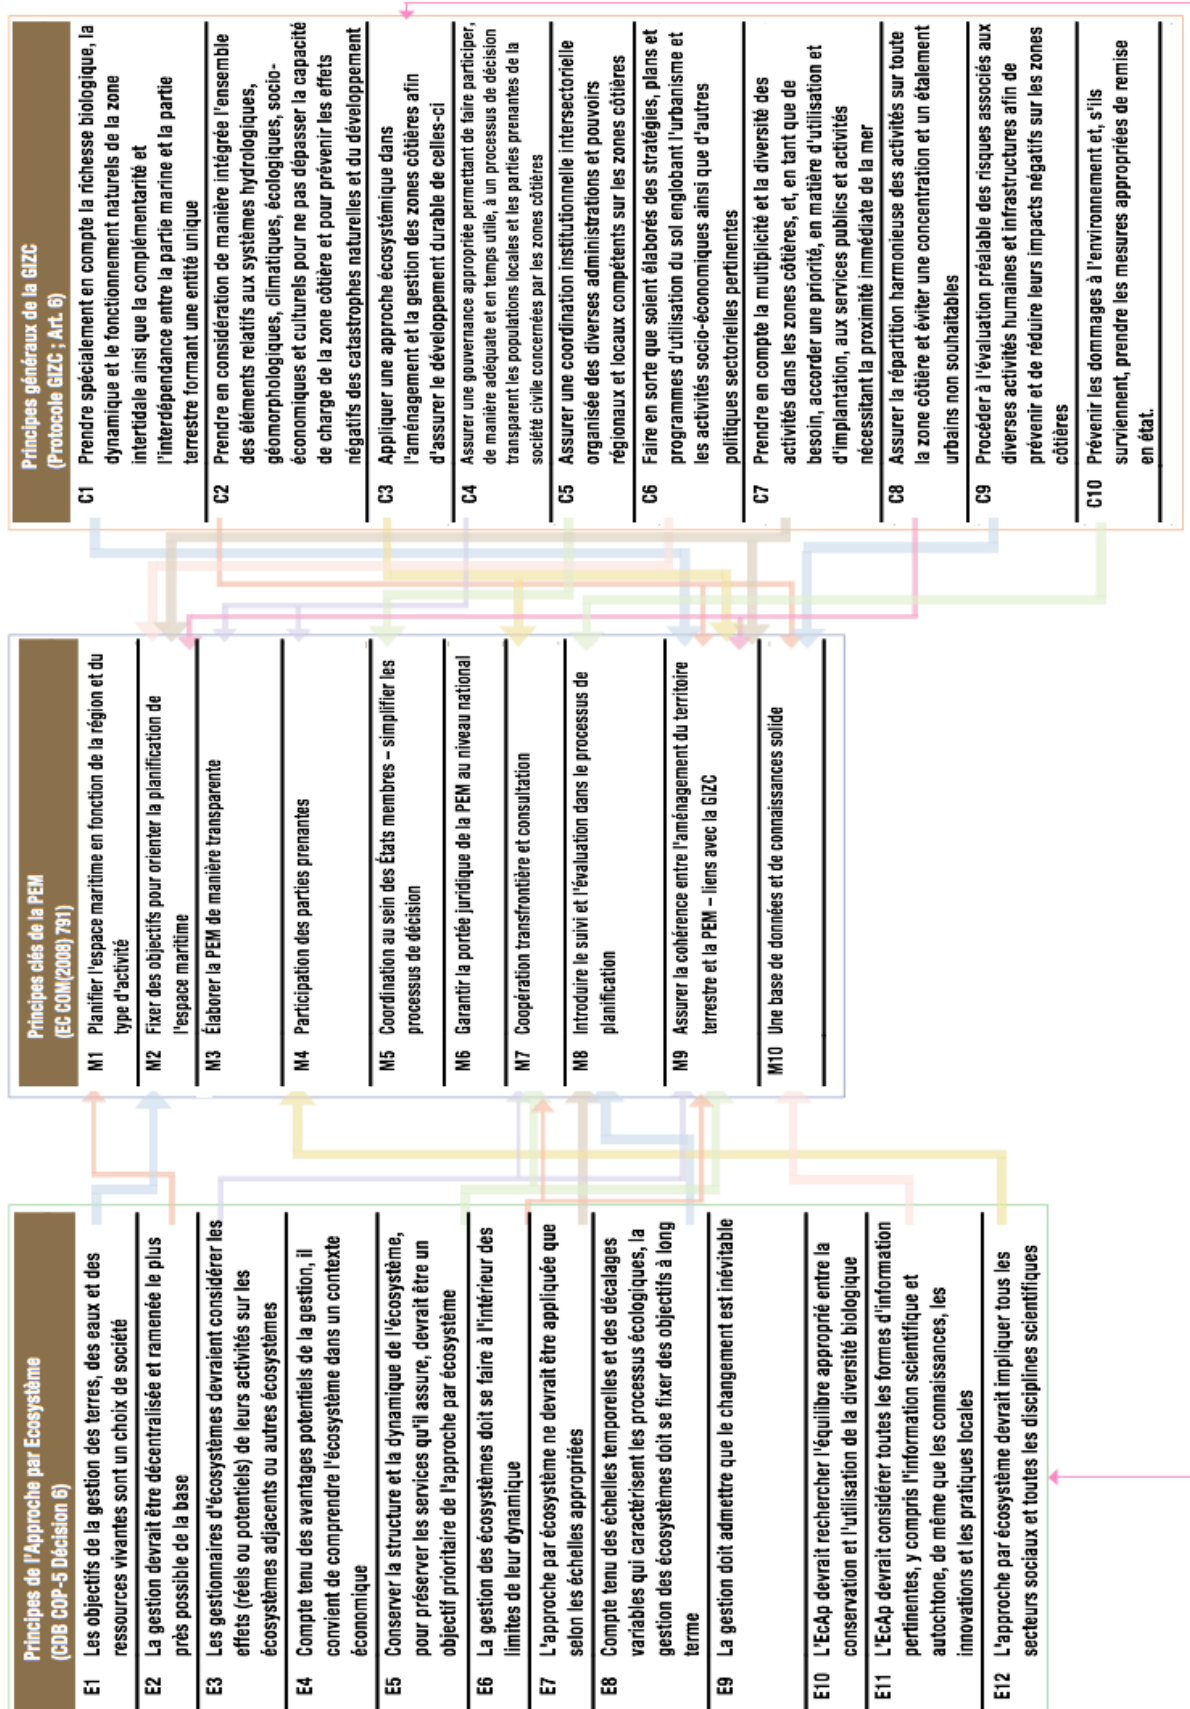 Principes de l'Approche par Ecosystème
(CDB COP-5 Décision 6)
E1 Les objectifs de la gestion des terres, des eaux et des
ressources vivantes sont un choix de société
E2 La gestion devrait être décentralisée et ramenée le plus
près possible de la base
E3 Les gestionnaires d'écosystèmes devraient considérer les
effets (réels ou potentiels) de leurs activités sur les
écosystèmes adjacents ou autres écosystèmes
E4 Compte tenu des avantages potentiels de la gestion, il
convient de comprendre l'écosystème dans un contexte
économique
E5 Conserver la structure et la dynamique de l'écosystème,
pour préserver les services qu'il assure, devrait être un
objectif prioritaire de l'approche par écosystème
E6 La gestion des écosystèmes doit se faire à l'intérieur des
limites de leur dynamique
E7 L'approche par écosystème ne devrait être appliquée que
selon les échelles appropriées
E8 Compte tenu des échelles temporelles et des décalages
variables qui caractérisent les processus écologiques, la
gestion des écosystèmes doit se fixer des objectifs à long
terme
E9 La gestion doit admettre que le changement est inévitable
E10 L'EcAp devrait rechercher l'équilibre approprié entre la
conservation et l'utilisation de la diversité biologique
E11 L'EcAp devrait considérer toutes les formes d'information
pertinentes, y compris l'information scientifique et
autochtone, de même que les connaissances, les
innovations et les pratiques locales
E12 L'approche par écosystème devrait impliquer tous les
secteurs sociaux et toutes les disciplines scientifiques
Principes clés de la PEM
(EC COM(2008) 791)
M1 Planifier l'espace maritime en fonction de la région et du
type d'activité
M2 Fixer des objectifs pour orienter la planification de
l'espace maritime
M3 Élaborer la PEM de manière transparente
M4 Participation des parties prenantes
M5 Coordination au sein des États membres – simplifier les
processus de décision
M6 Garantir la portée juridique de la PEM au niveau national
M7 Coopération transfrontière et consultation
M8 Introduire le suivi et l'évaluation dans le processus de
planification
M9 Assurer la cohérence entre l'aménagement du territoire
terrestre et la PEM – liens avec la GIZC
M10 Une base de données et de connaissances solide
Principes généraux de la GIZC
(Protocole GIZC ; Art. 6)
C1 Prendre spécialement en compte la richesse biologique, la
dynamique et le fonctionnement naturels de la zone
intertidale ainsi que la complémentarité et
l'interdépendance entre la partie marine et la partie
terrestre formant une entité unique
C2 Prendre en considération de manière intégrée l'ensemble
des éléments relatifs aux systèmes hydrologiques,
géomorphologiques, climatiques, écologiques, socio-
économiques et culturels pour ne pas dépasser la capacité
de charge de la zone côtière et pour prévenir les effets
négatifs des catastrophes naturelles et du développement
C3 Appliquer une approche écosystémique dans
l'aménagement et la gestion des zones côtières afin
d'assurer le développement durable de celles-ci
C4 Assurer une gouvernance appropriée permettant de faire participer,
de manière adéquate et en temps utile, à un processus de décision
transparent les populations locales et les parties prenantes de la
société civile concernées par les zones côtières
C5 Assurer une coordination institutionnelle intersectorielle
organisée des diverses administrations et pouvoirs
régionaux et locaux compétents sur les zones côtières
C6 Faire en sorte que soient élaborés des stratégies, plans et
programmes d'utilisation du sol englobant l'urbanisme et
les activités socio-économiques ainsi que d'autres
politiques sectorielles pertinentes
C7 Prendre en compte la multiplicité et la diversité des
activités dans les zones côtières, et, en tant que de
besoin, accorder une priorité, en matière d'utilisation et
d'implantation, aux services publics et activités
nécessitant la proximité immédiate de la mer
C8 Assurer la répartition harmonieuse des activités sur toute
la zone côtière et éviter une concentration et un étalement
urbains non souhaitables
C9 Procéder à l'évaluation préalable des risques associés aux
diverses activités humaines et infrastructures afin de
prévenir et de réduire leurs impacts négatifs sur les zones
côtières
C10 Prévenir les dommages à l'environnement et, s'ils
surviennent, prendre les mesures appropriées de remise
en état.